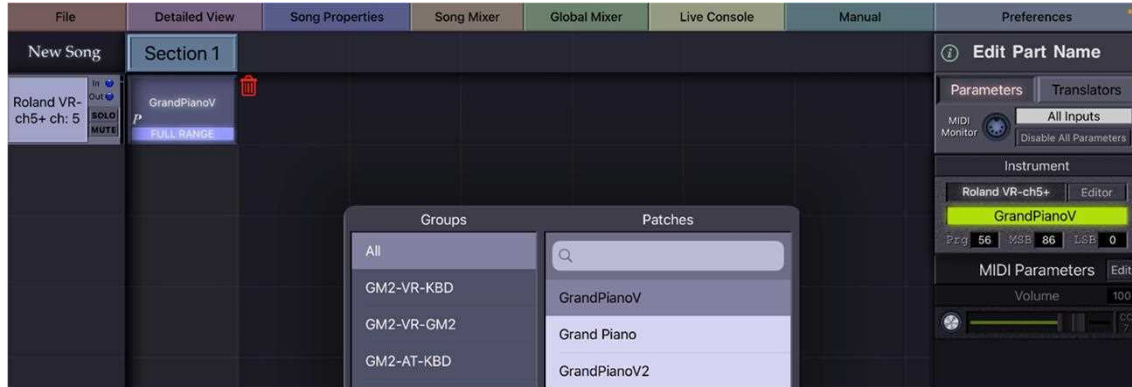 File Detailed View Song Properties Song Mixer Global Mixer Live Console Manual Preferences
New Song Section 1
Edit Part Name
Parameters Translators
MIDI Monitor All Inputs
Disable All Parameters
Roland VR-
ch5+ ch: 5
In
Out
SOLO
MUTE
GrandPianoV
P
FULL RANGE
Instrument
Roland VR-ch5+ Editor
GrandPianoV
Prg 56 MSB 86 LSB 0
MIDI Parameters Edit
Volume 100
CC
7
Groups Patches
All
GM2-VR-KBD
GM2-VR-GM2
GM2-AT-KBD
GrandPianoV
Grand Piano
GrandPianoV2